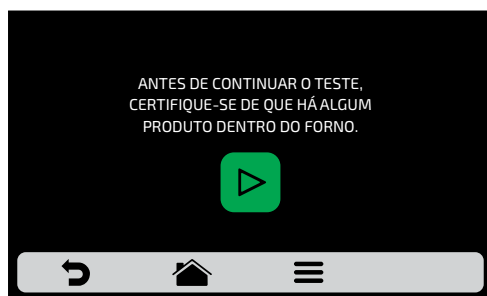 ANTES DE CONTINUAR O TESTE,
CERTIFIQUE-SE DE QUE HÁ ALGUM
PRODUTO DENTRO DO FORNO.